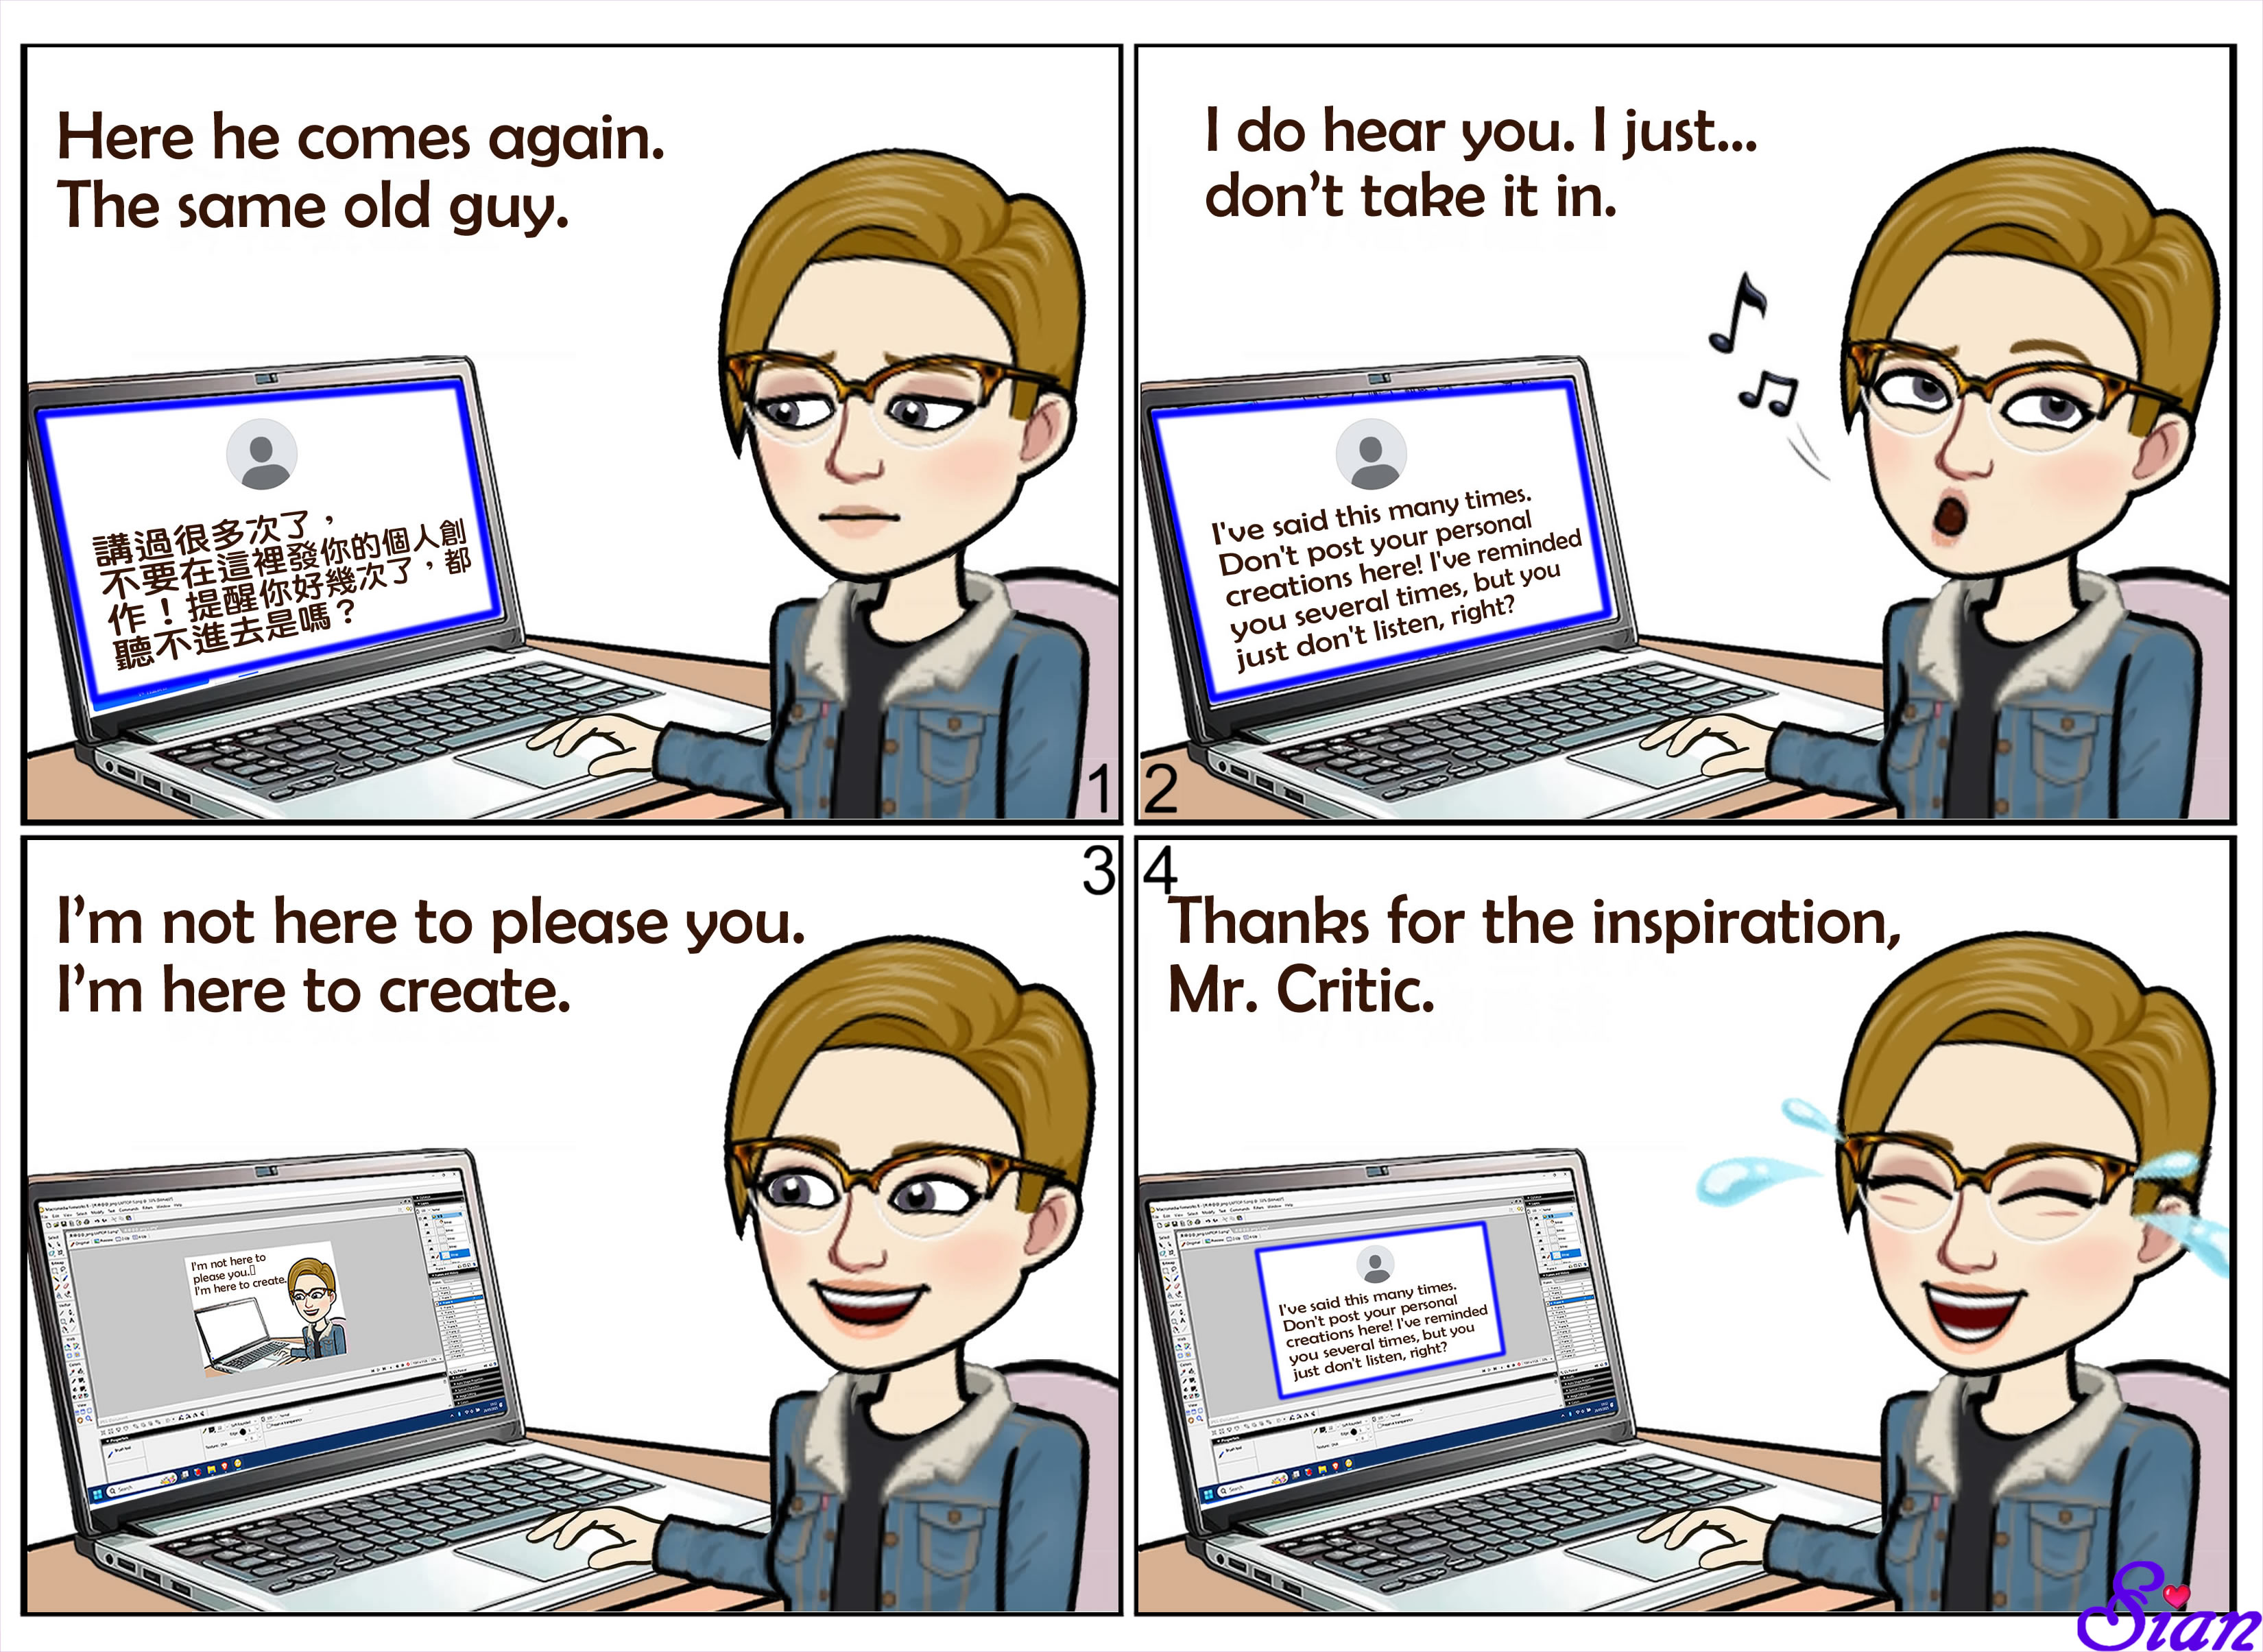 Here he comes again.
The same old guy.
講過很多次了，
不要在這裡發你的個人創
作！提醒你好幾次了，都
聽不進去是嗎？
1
I do hear you. I just...
don't take it in.
I've said this many times.
Don't post your personal
creations here! I've reminded
you several times, but you
just don't listen, right?
2
3
I'm not here to please you.
I'm here to create.
I'm not here to
please you.
I'm here to create.
Search
4
Thanks for the inspiration,
Mr. Critic.
I've said this many times.
Don't post your personal
creations here! I've reminded
you several times, but you
just don't listen, right?
Search
Sian